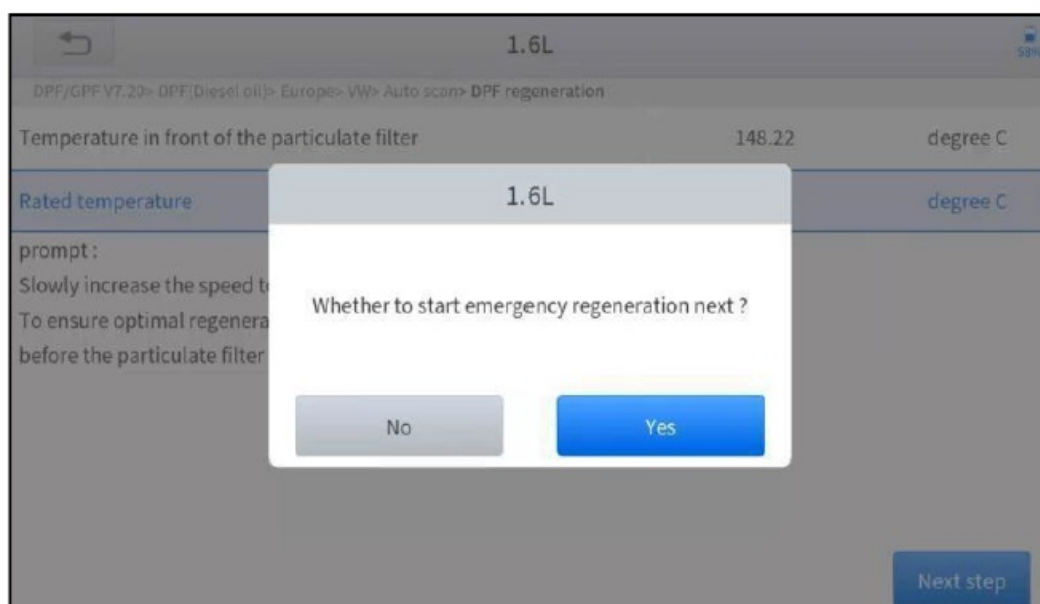 1.6L
58%
DPF/GPF V7.20> DPF(Diesel oil)> Europe> VW> Auto scan> DPF regeneration
Temperature in front of the particulate filter 148.22 degree C
Rated temperature degree C
prompt :
Slowly increase the speed
To ensure optimal
before the particulate filter
1.6L
Whether to start emergency regeneration next ?
No Yes
Next step